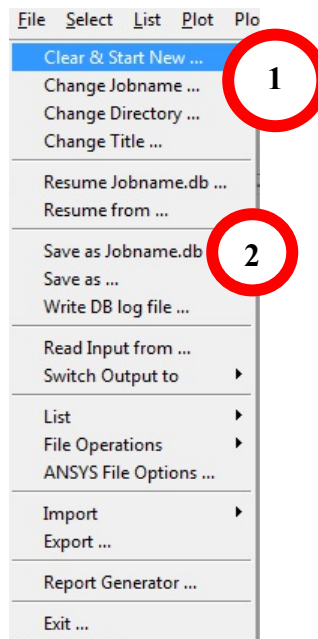 File Select List Plot Plo
Clear & Start New ...
1
Change Jobname ...
Change Directory ...
Change Title ...
Resume Jobname.db ...
Resume from ...
Save as Jobname.db
2
Save as ...
Write DB log file ...
Read Input from ...
Switch Output to
List
File Operations
ANSYS File Options ...
Import
Export ...
Report Generator ...
Exit ...